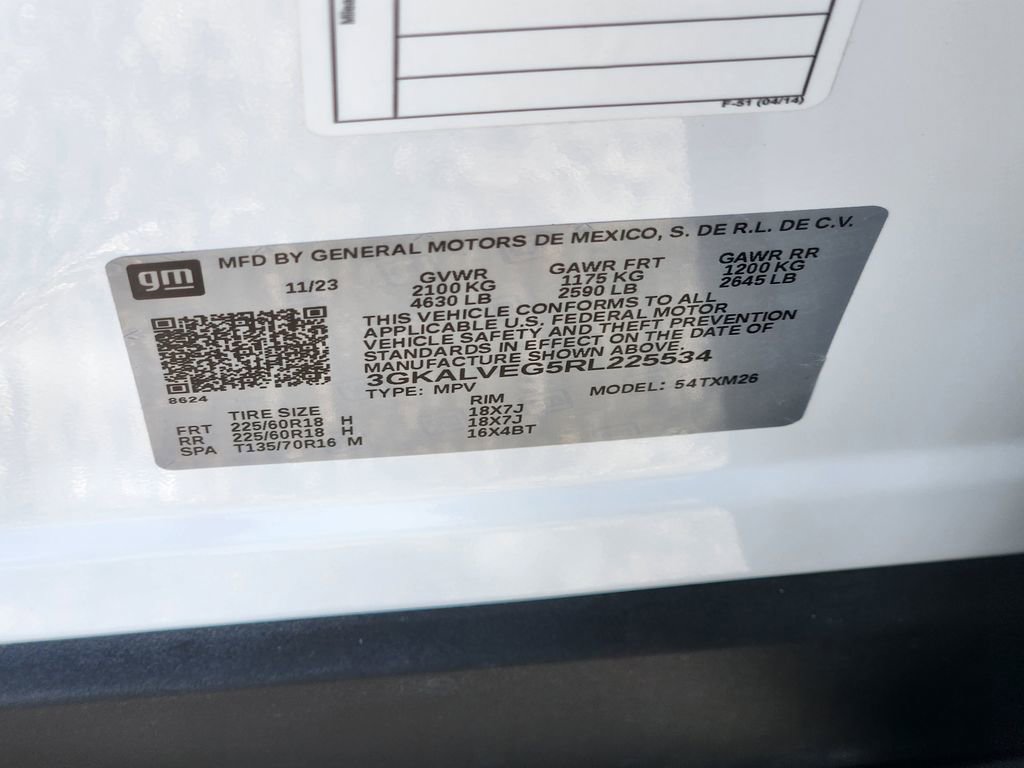 F-51 (04/14)
gm
MFD BY GENERAL MOTORS DE MEXICO, S. DE R.L. DE C.V.
11/23 GVWR GAWR FRT GAWR RR
2100 KG 1175 KG 1200 KG
4630 LB 2590 LB 2645 LB
THIS VEHICLE CONFORMS TO ALL
APPLICABLE U.S. FEDERAL MOTOR
VEHICLE SAFETY, AND THEFT PREVENTION
STANDARDS IN EFFECT ON THE DATE OF
MANUFACTURE SHOWN ABOVE.
3GKALVEG5RL225534
8624
TYPE: MPV MODEL: 54TXM26
TIRE SIZE RIM
FRT 225/60R18 H 18X7J
RR 225/60R18 H 18X7J
SPA T135/70R16 M 16X4BT